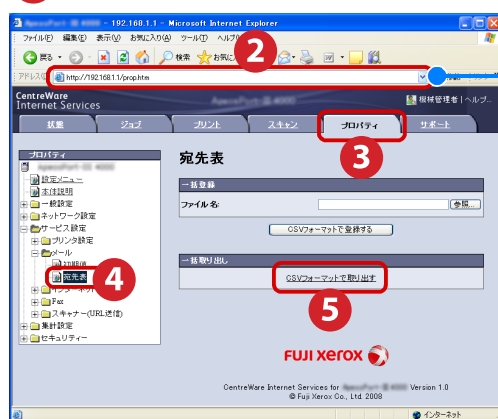 - 192.168.1.1 - Microsoft Internet Explorer
ファイル(F) 編集(E) 表示(V) お気に入り(A) ツール(T) ヘルプ
戻る 検索 お気に
2
アドレス(D) http://192.168.1.1/prop.htm
CentreWare
Internet Services
機械管理者 | ヘルプ...
状態 ジョブ プリント スキャン プロパティ サポート
3
プロパティ
設定メニュー
本体説明
一般設定
ネットワーク設定
サービス設定
プリンタ設定
メール
初期値
宛先表
4
インターネット
Fax
スキャナー(URL送信)
集計設定
セキュリティー
宛先表
一括登録
ファイル名:
参照...
CSVフォーマットで登録する
一括取り出し
CSVフォーマットで取り出す
5
FUJI XEROX
CentreWare Internet Services for Version 1.0
© Fuji Xerox Co., Ltd. 2008
インターネット